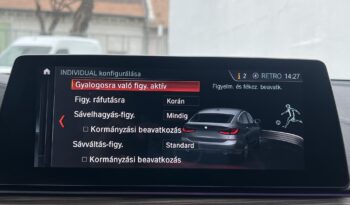 INDIVIDUAL konfigurálása
2 RETRO 14:27
Gyalogosra való figy. aktív
Figyelm. és fékez. beavatk.
Figy. ráfutásra Korán
Sávelhagyás-figy. Mindig
Kormányzási beavatkozás
Sávváltás-figy. Standard
Kormányzási beavatkozás